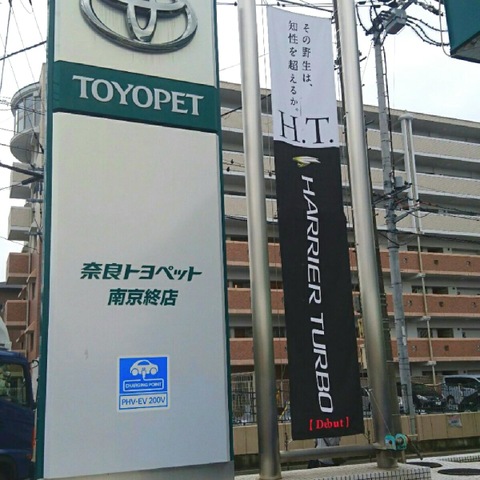 TOYOPET
奈良トヨペット
南京終店
CHARGING POINT
PHV･EV 200V
その野生は、
知性を超えるか。
H.T.
HARRIER TURBO
【Debut】